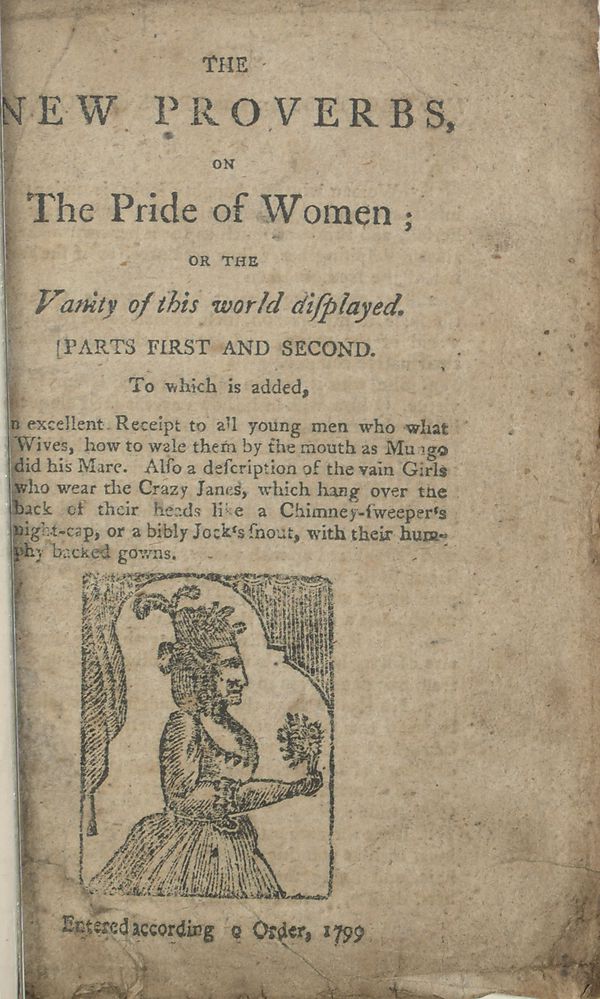 THE
NEW PROVERBS,
ON
The Pride of Women ;
OR THE
Vanity of this world diſplayed.
[PARTS FIRST AND SECOND.
To which is added,
n excellent Receipt to all young men who what
Wives, how to wale them by the mouth as Mungo
did his Mare. Alſo a deſcription of the vain Girls
who wear the Crazy Janes, which hang over the
back of their heads like a Chimney-ſweeper's
night-cap, or a bibly Jock's ſnout, with their hum-
phy backed gowns.
Entered according o Order, 1799